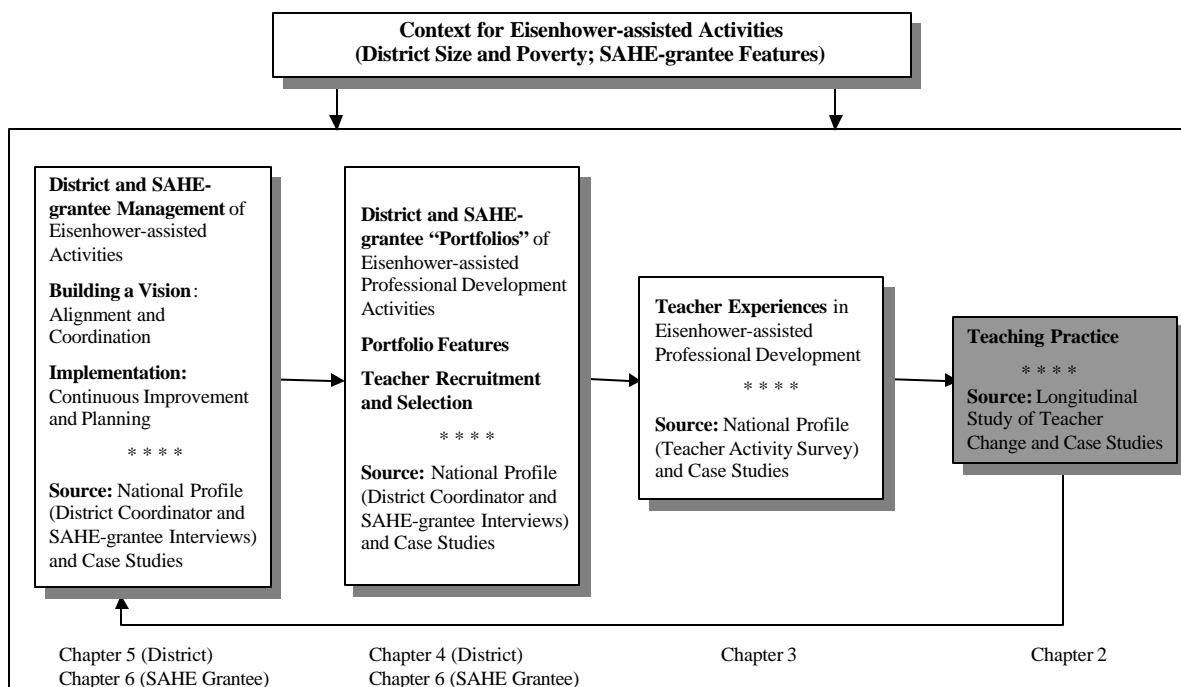 Context for Eisenhower-assisted Activities
(District Size and Poverty; SAHE-grantee Features)
District and SAHE-
grantee Management of
Eisenhower-assisted
Activities
Building a Vision:
Alignment and
Coordination
Implementation:
Continuous Improvement
and Planning
* * * *
Source: National Profile
(District Coordinator and
SAHE-grantee Interviews)
and Case Studies
District and SAHE-
grantee “Portfolios” of
Eisenhower-assisted
Professional Development
Activities
Portfolio Features
Teacher Recruitment
and Selection
* * * *
Source: National Profile
(District Coordinator and
SAHE-grantee Interviews)
and Case Studies
Teacher Experiences in
Eisenhower-assisted
Professional Development
* * * *
Source: National Profile
(Teacher Activity Survey)
and Case Studies
Teaching Practice
* * * *
Source: Longitudinal
Study of Teacher
Change and Case Studies
Chapter 5 (District)
Chapter 6 (SAHE Grantee)
Chapter 4 (District)
Chapter 6 (SAHE Grantee)
Chapter 3
Chapter 2